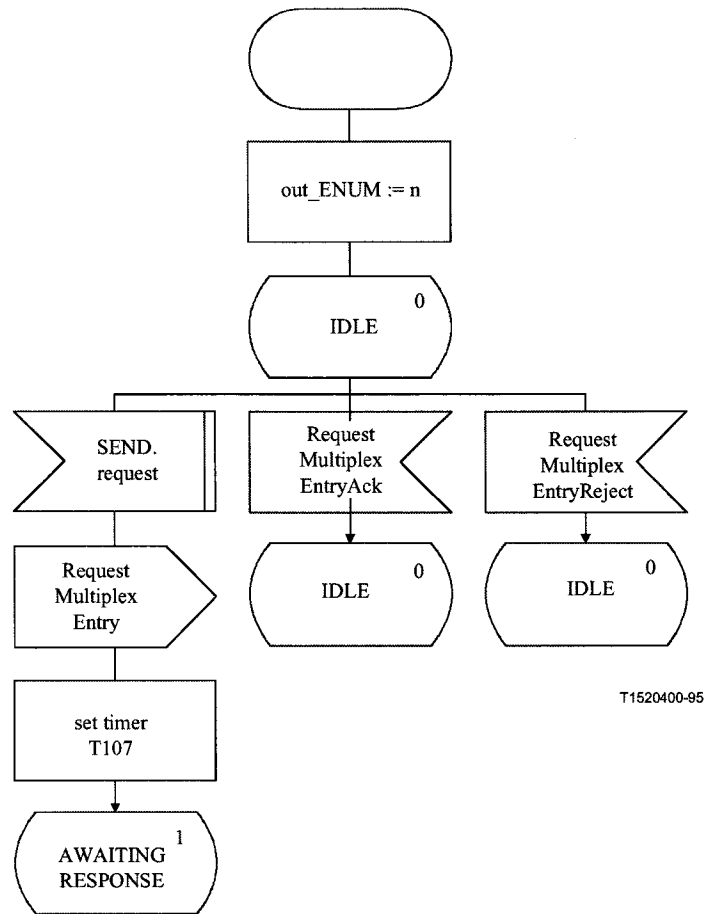 out_ENUM := n
0
IDLE
SEND.
request
Request
Multiplex
EntryAck
Request
Multiplex
EntryReject
Request
Multiplex
Entry
0
IDLE
0
IDLE
set timer
T107
T1520400-95
1
AWAITING
RESPONSE